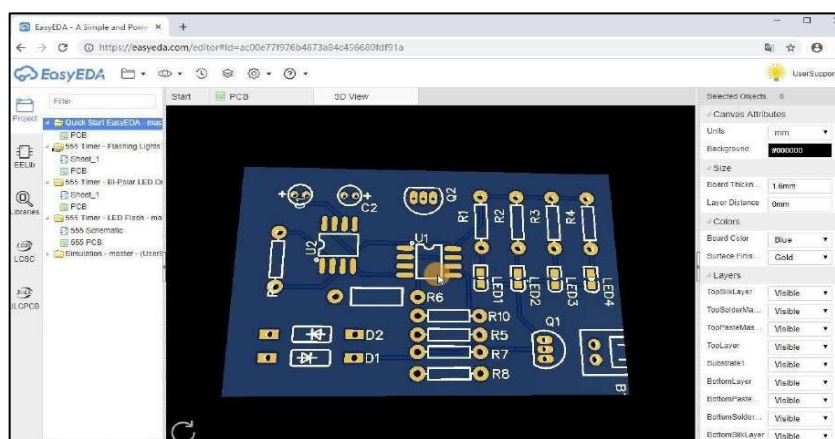 EasyEDA - A Simple and Powe
https://easyeda.com/editor#id=ac00e77f976b4873a84c456680fdf91a
EasyEDA
UserSuppor
Project
EELib
Libraries
LCSC
JLCPCB
Filter
Quick Start EasyEDA - mas
PCB
555 Timer - Flashing Lights
Sheet_1
PCB
555 Timer - Bi-Polar LED Dr
Sheet_1
PCB
555 Timer - LED Flash - ma
555 Schematic
555 PCB
Simulation - master - (Users
Start
PCB
3D View
C2
Q2
U2
U1
R1
R2
R3
R4
LED1
LED2
LED3
LED4
R6
R10
R5
R7
R8
Q1
D2
D1
Selected Objects 0
Canvas Attributes
Units mm
Background #000000
Size
Board Thickn... 1.6mm
Layer Distance 0mm
Colors
Board Color Blue
Surface Finis... Gold
Layers
TopSilkLayer Visible
TopSolderMa... Visible
TopPasteMas... Visible
TopLayer Visible
Substrate1 Visible
BottomLayer Visible
BottomPaste... Visible
BottomSolder... Visible
BottomSilkLayer Visible